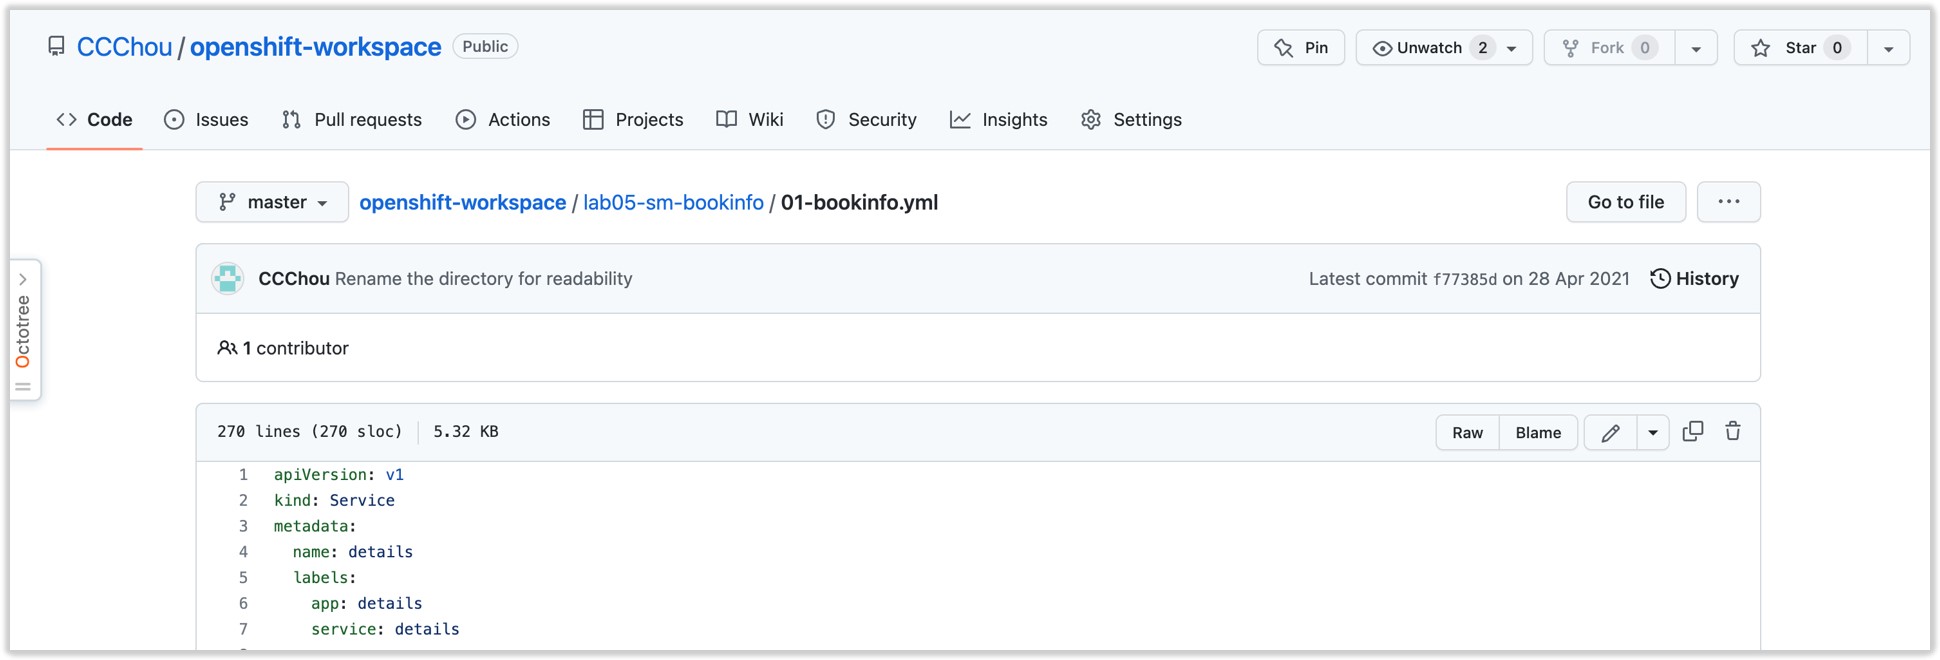 CCChou / openshift-workspace Public
Pin Unwatch 2 Fork 0 Star 0
Code Issues Pull requests Actions Projects Wiki Security Insights Settings
master openshift-workspace / lab05-sm-bookinfo / 01-bookinfo.yml Go to file ...
CCChou Rename the directory for readability Latest commit f77385d on 28 Apr 2021 History
Octotree
1 contributor
270 lines (270 sloc) 5.32 KB Raw Blame
1 apiVersion: v1
2 kind: Service
3 metadata:
4 name: details
5 labels:
6 app: details
7 service: details